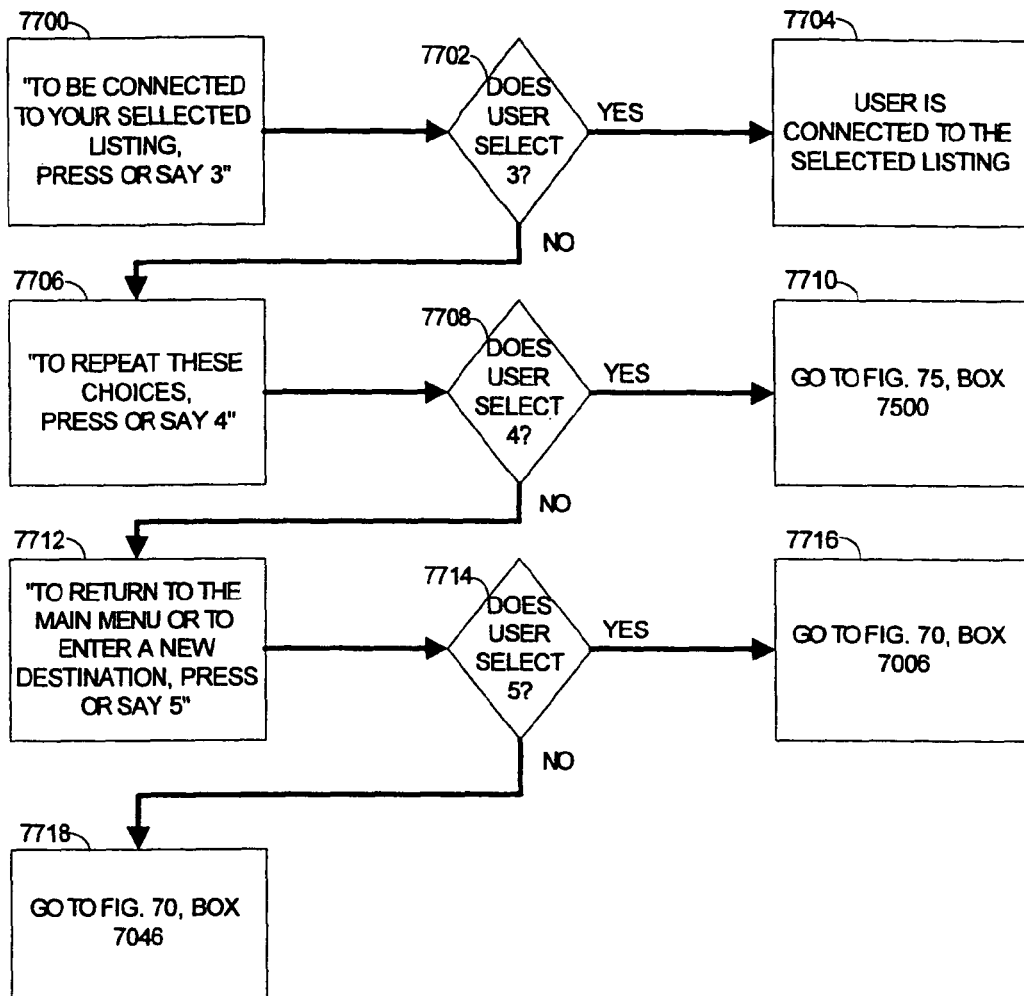 7700
"TO BE CONNECTED
TO YOUR SELLECTED
LISTING,
PRESS OR SAY 3"
7702
DOES
USER
SELECT
3?
YES
NO
7704
USER IS
CONNECTED TO THE
SELECTED LISTING
7706
"TO REPEAT THESE
CHOICES,
PRESS OR SAY 4"
7708
DOES
USER
SELECT
4?
YES
NO
7710
GO TO FIG. 75, BOX
7500
7712
"TO RETURN TO THE
MAIN MENU OR TO
ENTER A NEW
DESTINATION, PRESS
OR SAY 5"
7714
DOES
USER
SELECT
5?
YES
NO
7716
GO TO FIG. 70, BOX
7006
7718
GO TO FIG. 70, BOX
7046